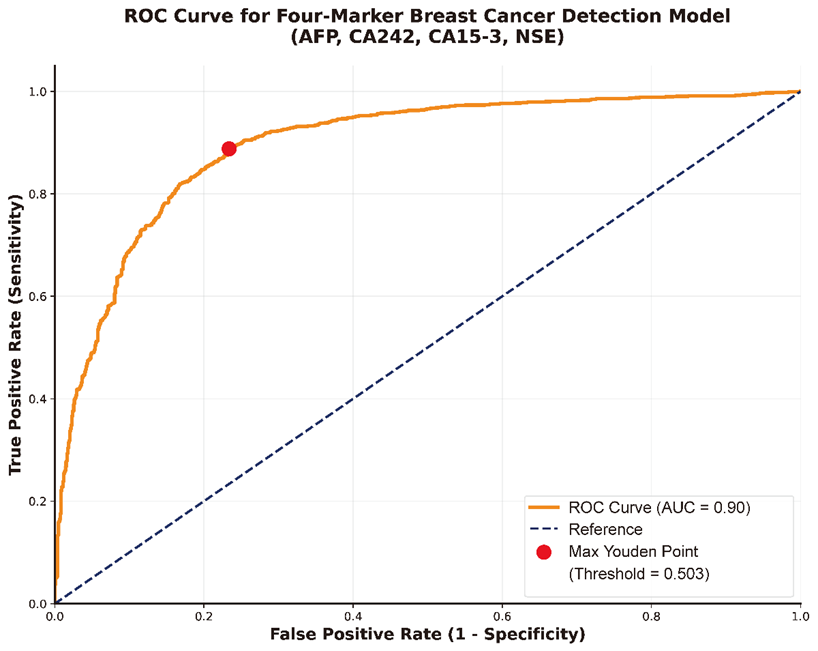 ROC Curve for Four-Marker Breast Cancer Detection Model
(AFP, CA242, CA15-3, NSE)
True Positive Rate (Sensitivity)
1.0
0.8
0.6
0.4
0.2
0.0
ROC Curve (AUC = 0.90)
Reference
Max Youden Point
(Threshold = 0.503)
0.0 0.2 0.4 0.6 0.8 1.0
False Positive Rate (1 - Specificity)